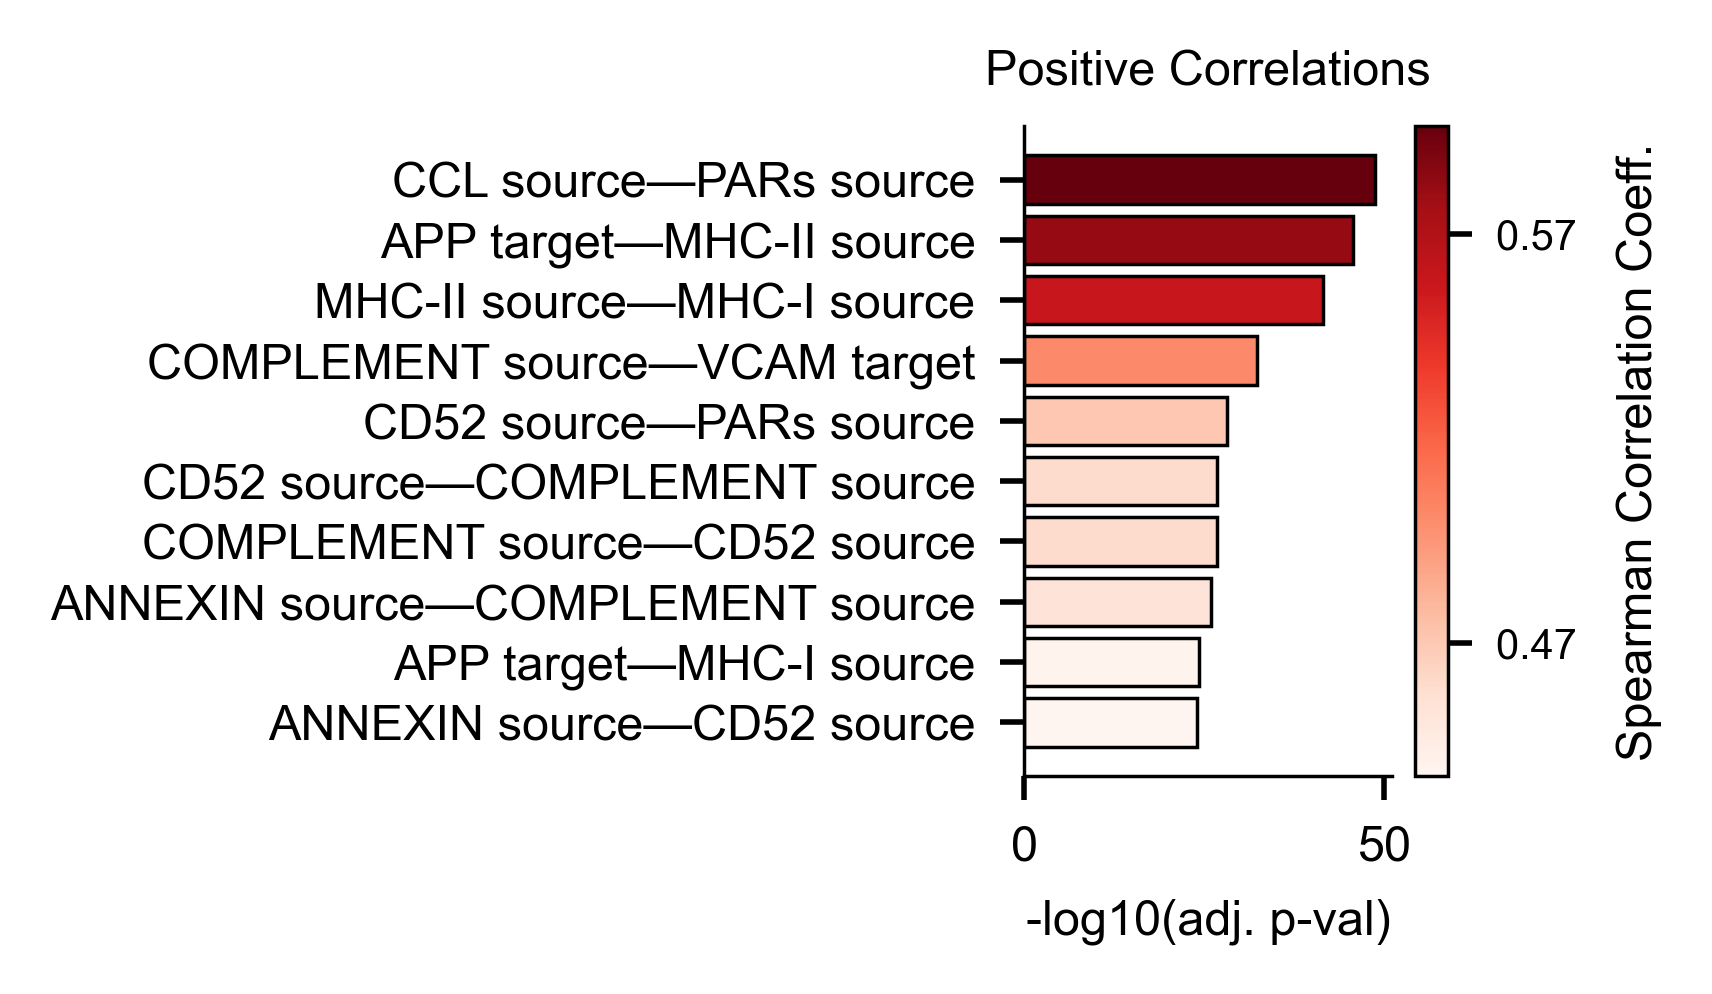 Positive Correlations
CCL source—PARs source
APP target—MHC-II source
MHC-II source—MHC-I source
COMPLEMENT source—VCAM target
CD52 source—PARs source
CD52 source—COMPLEMENT source
COMPLEMENT source—CD52 source
ANNEXIN source—COMPLEMENT source
APP target—MHC-I source
ANNEXIN source—CD52 source
0 50
-log10(adj. p-val)
0.57
0.47
Spearman Correlation Coeff.